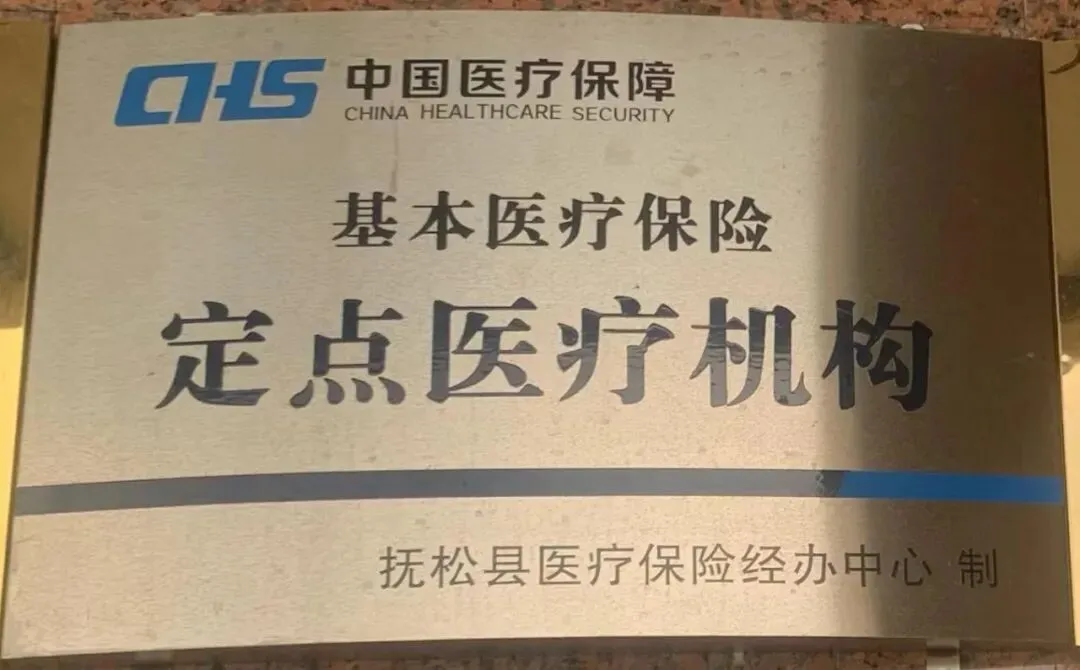 CHS 中国医疗保障
CHINA HEALTHCARE SECURITY
基本医疗保险
定点医疗机构
抚松县医疗保险经办中心 制